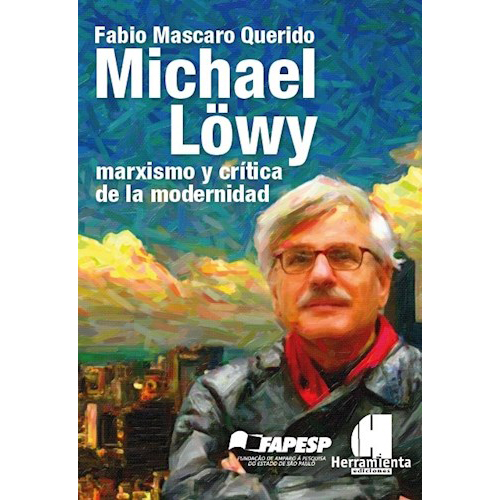 Fabio Mascaro Querido
Michael
Löwy
marxismo y crítica
de la modernidad
FAPESP
FUNDAÇÃO DE AMPARO À PESQUISA
DO ESTADO DE SÃO PAULO
Herramienta
ediciones